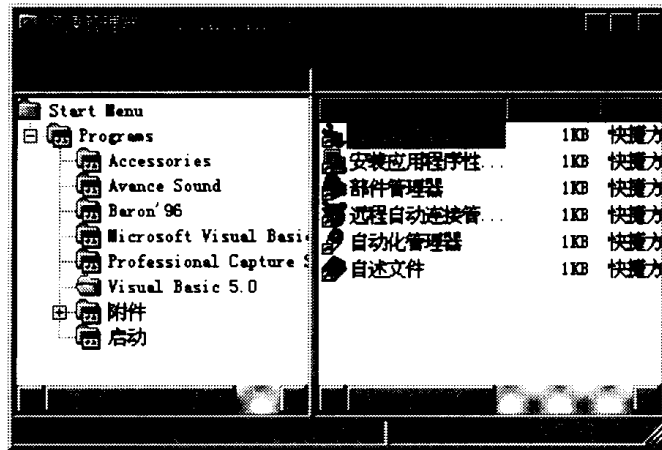 Start Menu
Programs
Accessories
Avance Sound
Baron'96
Microsoft Visual Basi
Professional Capture S
Visual Basic 5.0
附件
启动
1KB 快捷方
安装应用程序性... 1KB 快捷方
部件管理器 1KB 快捷方
远程自动连接管... 1KB 快捷方
自动化管理器 1KB 快捷方
自述文件 1KB 快捷方